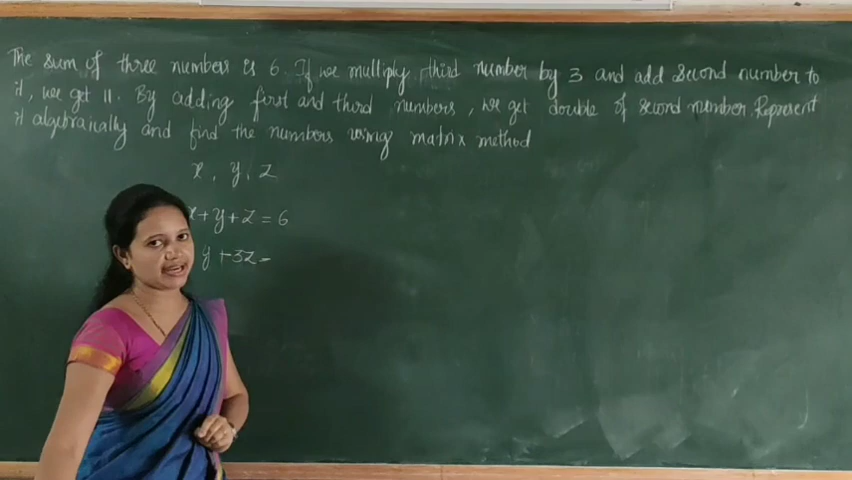 The sum of three numbers is 6. If we multiply third number by 3 and add second number to
it, we get 11. By adding first and third numbers, we get double of second number. Represent
it algebraically and find the numbers using matrix method
x, y, z
x + y + z = 6
y + 3z =